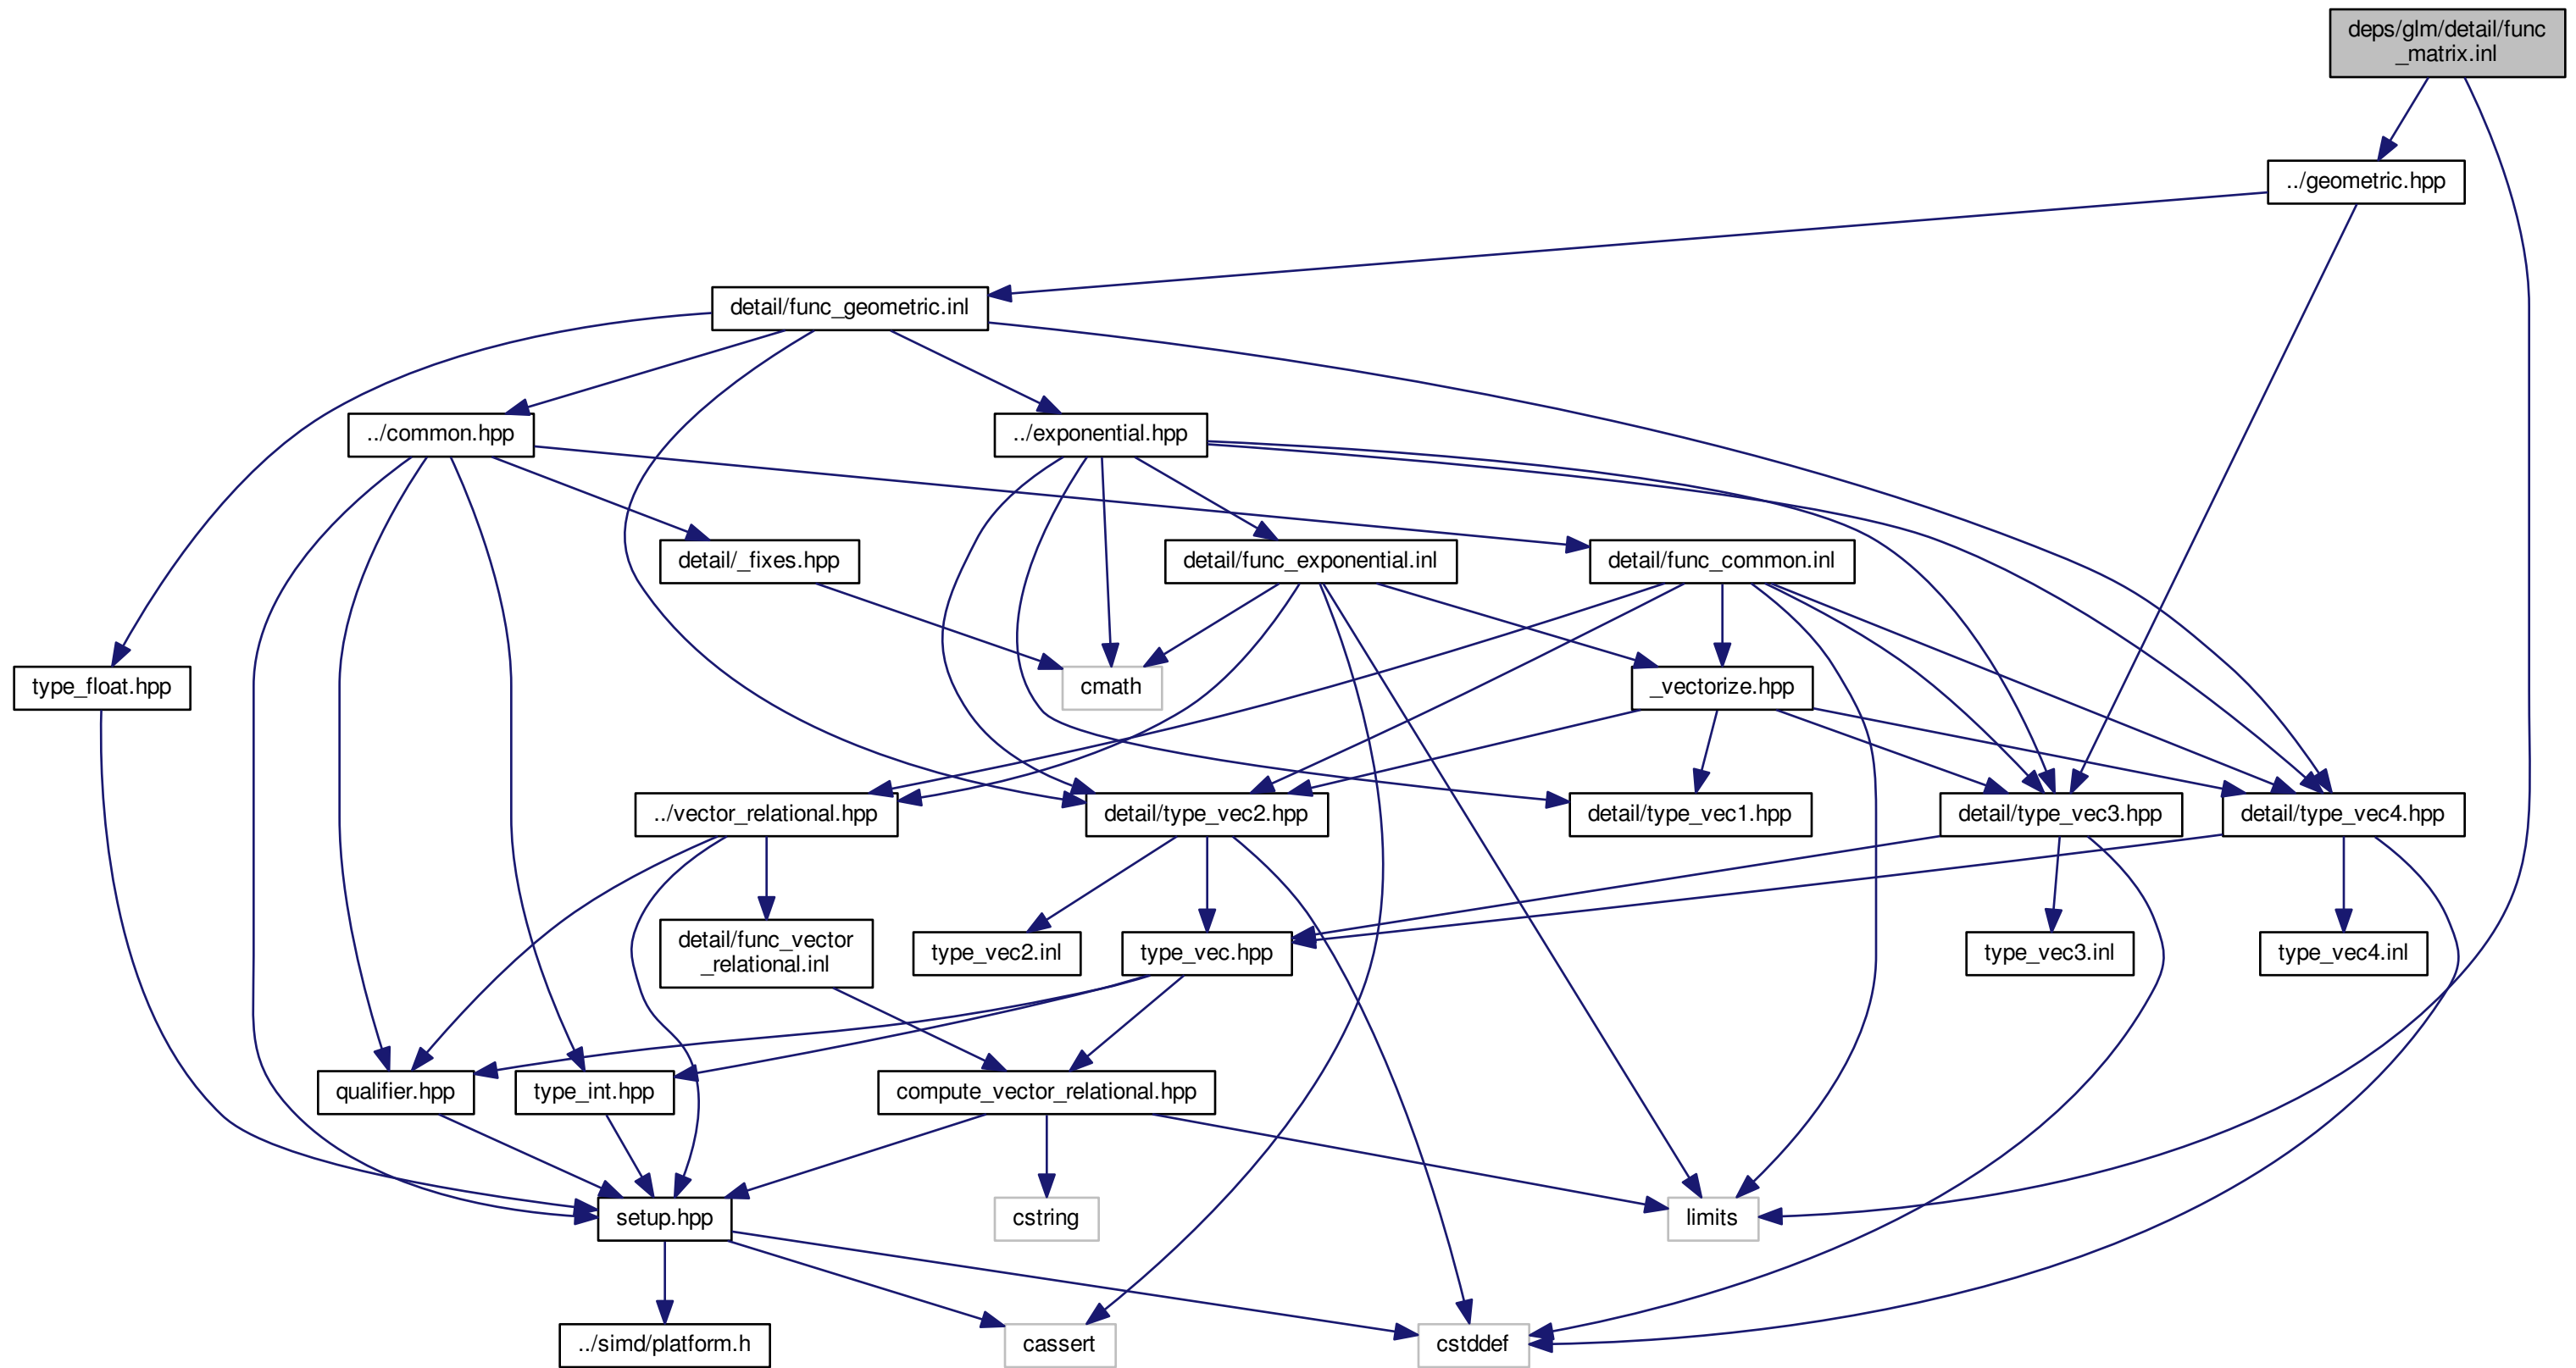 deps/glm/detail/func
_matrix.inl
../geometric.hpp
detail/func_geometric.inl
../common.hpp
../exponential.hpp
detail/_fixes.hpp
detail/func_exponential.inl
detail/func_common.inl
type_float.hpp
cmath
_vectorize.hpp
../vector_relational.hpp
detail/type_vec2.hpp
detail/type_vec1.hpp
detail/type_vec3.hpp
detail/type_vec4.hpp
detail/func_vector
_relational.inl
type_vec2.inl
type_vec.hpp
type_vec3.inl
type_vec4.inl
qualifier.hpp
type_int.hpp
compute_vector_relational.hpp
setup.hpp
cstring
limits
../simd/platform.h
cassert
cstddef